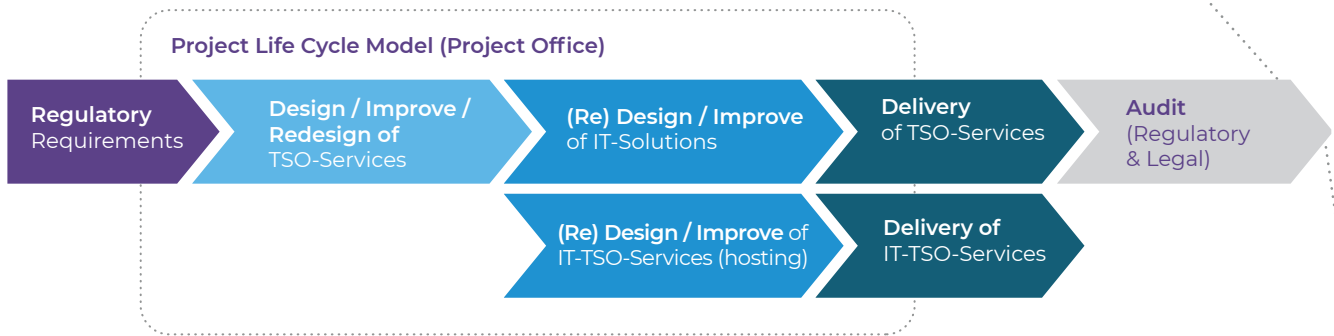 Project Life Cycle Model (Project Office)
Regulatory
Requirements
Design / Improve /
Redesign of
TSO-Services
(Re) Design / Improve
of IT-Solutions
Delivery
of TSO-Services
Audit
(Regulatory
& Legal)
(Re) Design / Improve of
IT-TSO-Services (hosting)
Delivery of
IT-TSO-Services